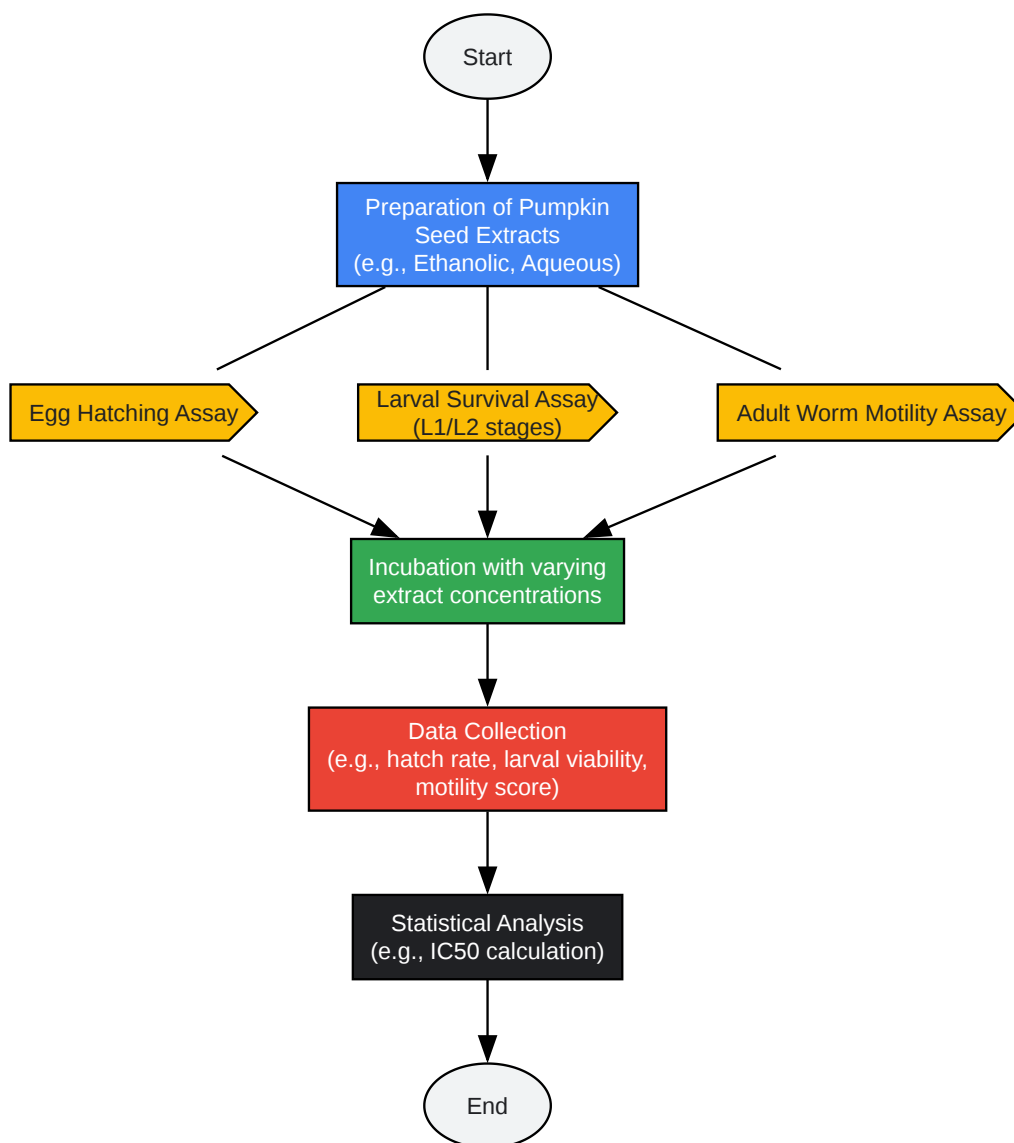 Start
Preparation of Pumpkin
Seed Extracts
(e.g., Ethanolic, Aqueous)
Egg Hatching Assay
Larval Survival Assay
(L1/L2 stages)
Adult Worm Motility Assay
Incubation with varying
extract concentrations
Data Collection
(e.g., hatch rate, larval viability,
motility score)
Statistical Analysis
(e.g., IC50 calculation)
End